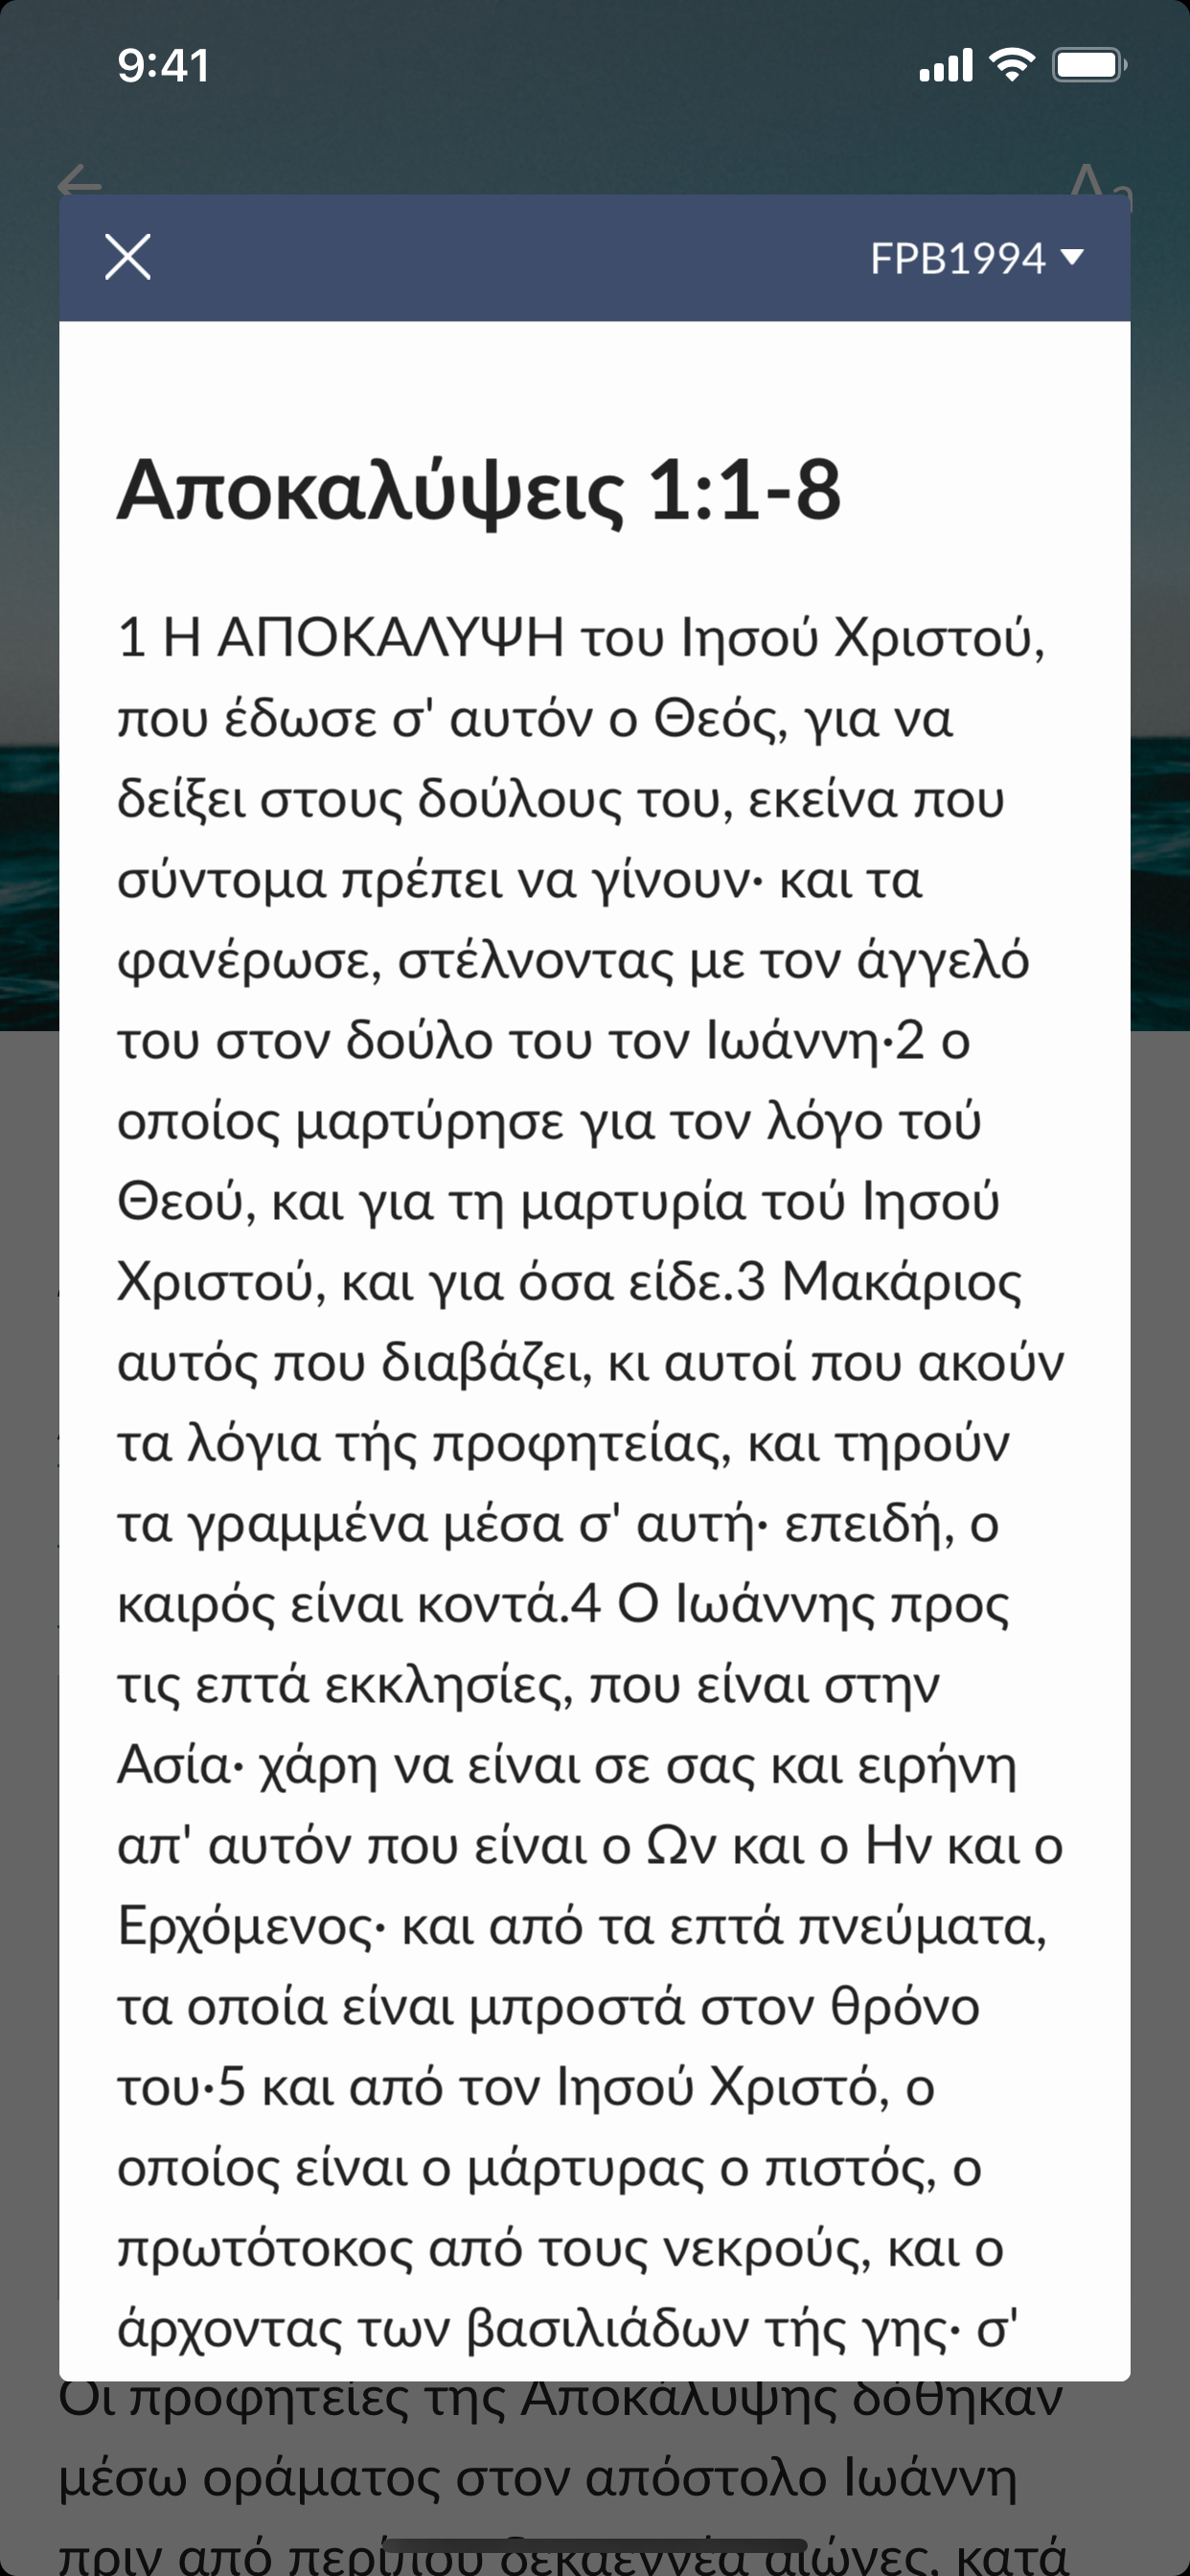 9:41
FPB1994
Αποκαλύψεις 1:1-8
1 Η ΑΠΟΚΑΛΥΨΗ του Ιησού Χριστού,
που έδωσε σ' αυτόν ο Θεός, για να
δείξει στους δούλους του, εκείνα που
σύντομα πρέπει να γίνουν· και τα
φανέρωσε, στέλνοντας με τον άγγελό
του στον δούλο του τον Ιωάννη·2 ο
οποίος μαρτύρησε για τον λόγο τού
Θεού, και για τη μαρτυρία τού Ιησού
Χριστού, και για όσα είδε.3 Μακάριος
αυτός που διαβάζει, κι αυτοί που ακούν
τα λόγια τής προφητείας, και τηρούν
τα γραμμένα μέσα σ' αυτή· επειδή, ο
καιρός είναι κοντά.4 Ο Ιωάννης προς
τις επτά εκκλησίες, που είναι στην
Ασία· χάρη να είναι σε σας και ειρήνη
απ' αυτόν που είναι ο Ων και ο Ην και ο
Ερχόμενος· και από τα επτά πνεύματα,
τα οποία είναι μπροστά στον θρόνο
του·5 και από τον Ιησού Χριστό, ο
οποίος είναι ο μάρτυρας ο πιστός, ο
πρωτότοκος από τους νεκρούς, και ο
άρχοντας των βασιλιάδων τής γης· σ'
Οι προφητείες της Αποκάλυψης δόθηκαν
μέσω οράματος στον απόστολο Ιωάννη
πριν από περίπου δεκαεννέα αιώνες, κατά